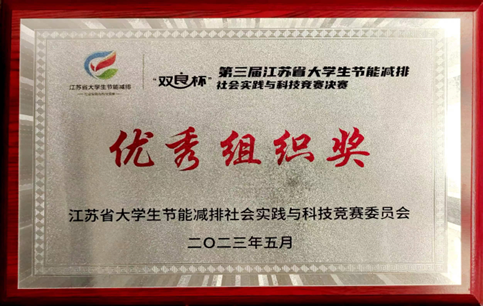 江苏省大学生节能减排
"双良杯"
第三届江苏省大学生节能减排
社会实践与科技竞赛决赛
优秀组织奖
江苏省大学生节能减排社会实践与科技竞赛委员会
二〇二三年五月